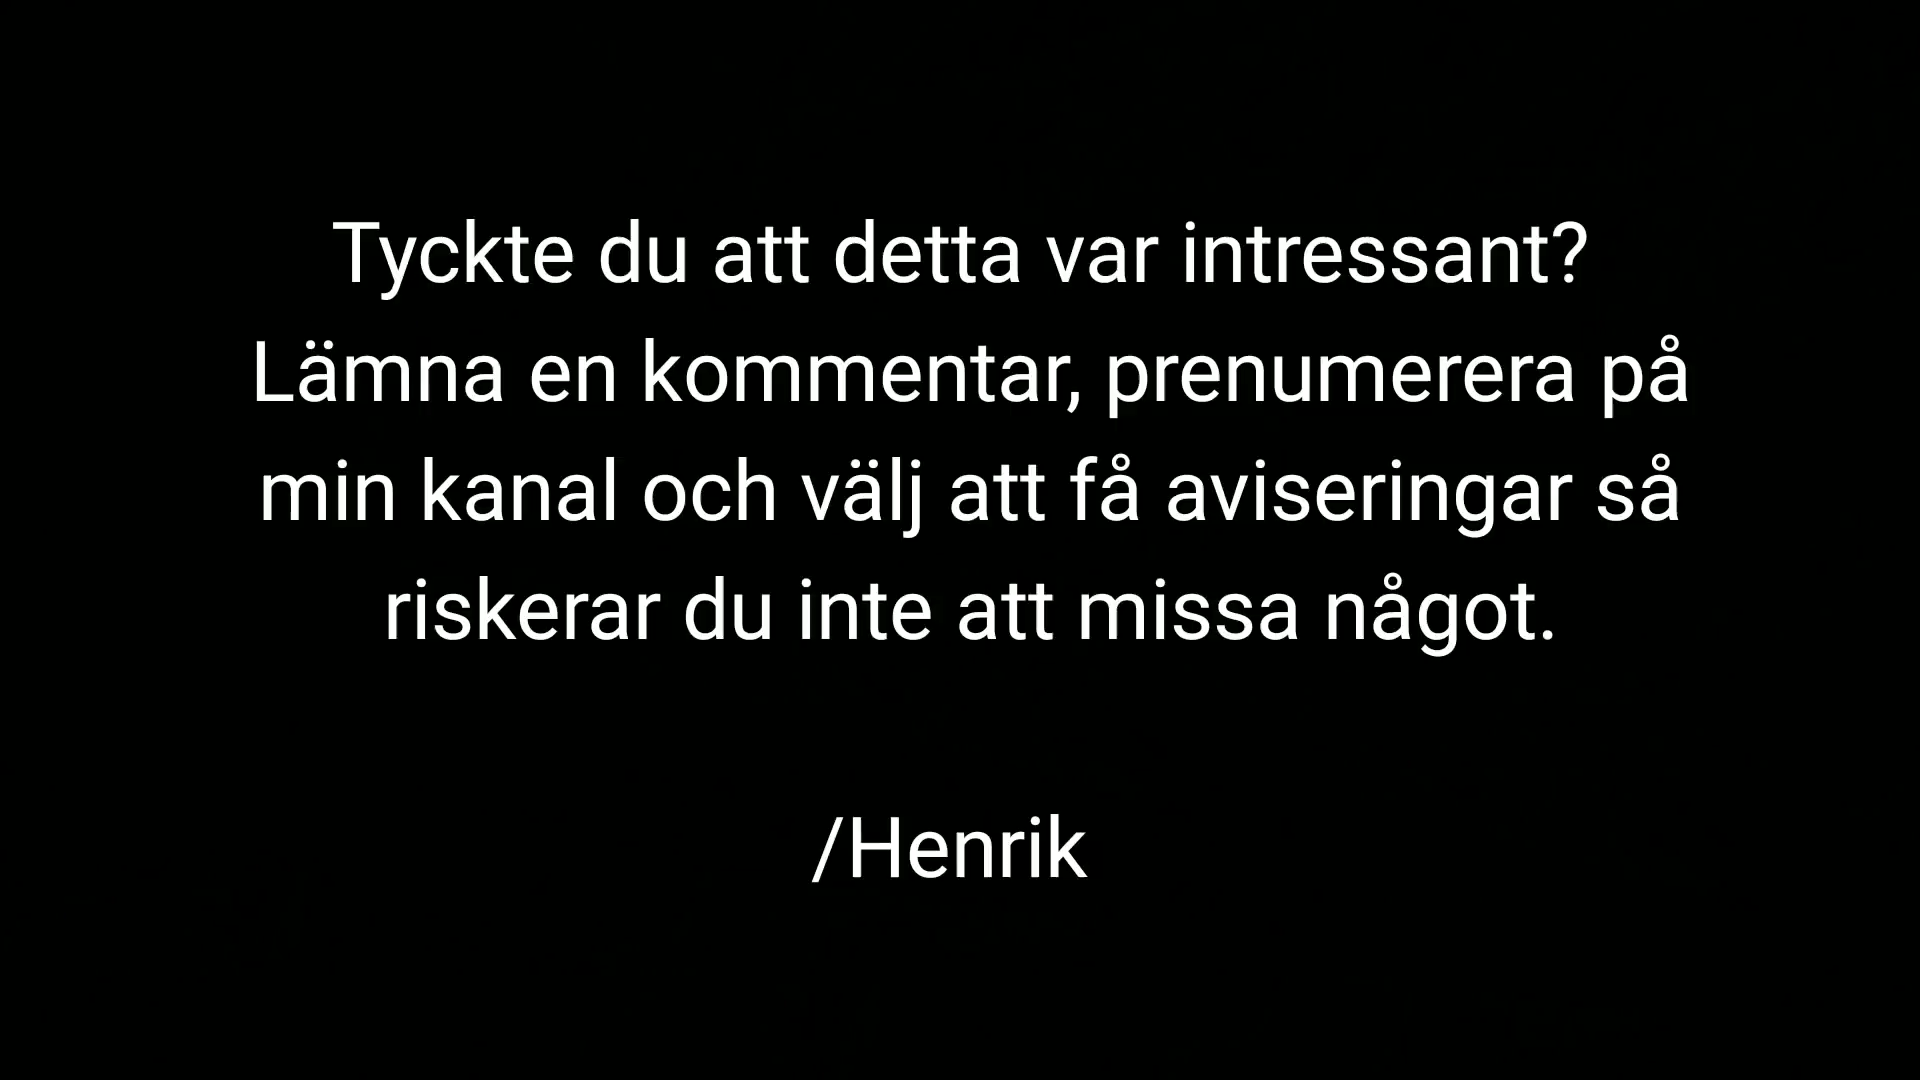 Tyckte du att detta var intressant?
Lämna en kommentar, prenumerera på
min kanal och välj att få aviseringar så
riskerar du inte att missa något.
/Henrik